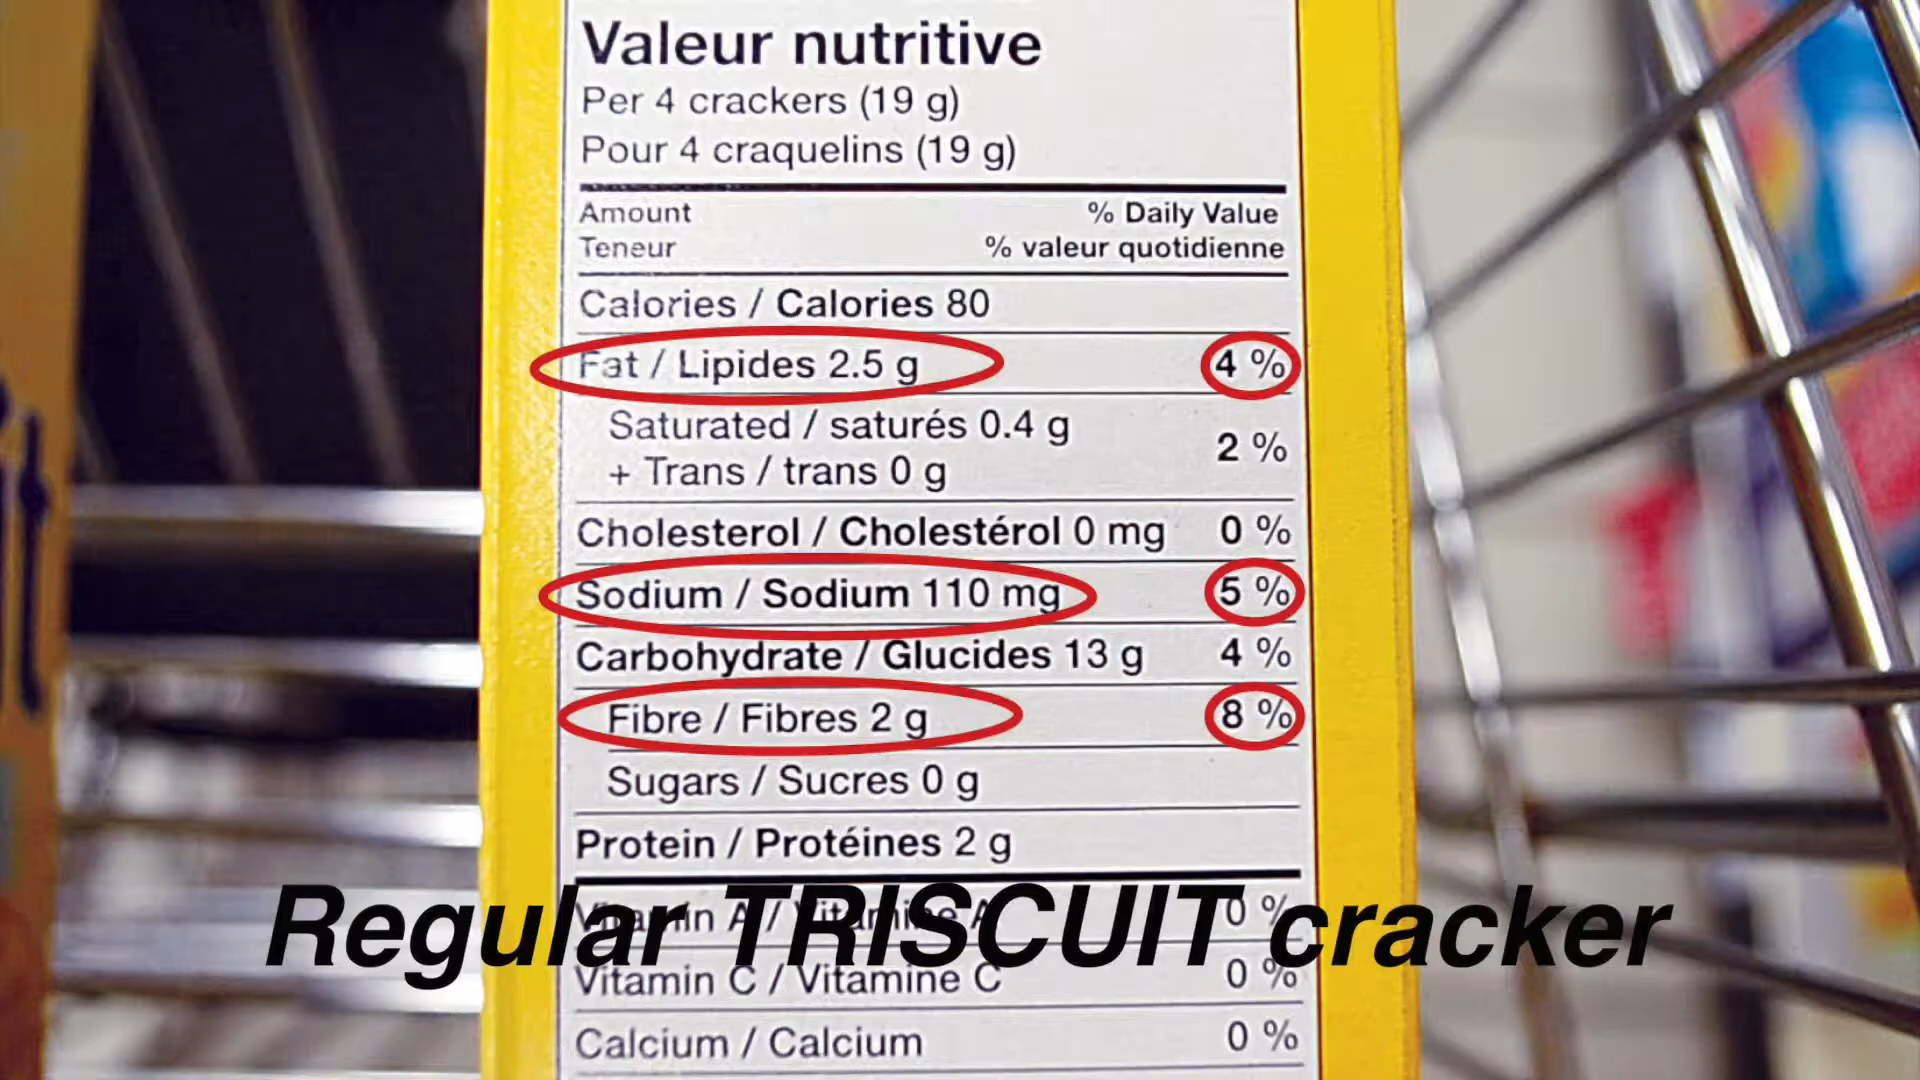 Valeur nutritive
Per 4 crackers (19 g)
Pour 4 craquelins (19 g)
Amount % Daily Value
Teneur % valeur quotidienne
Calories / Calories 80
Fat / Lipides 2.5 g 4 %
Saturated / saturés 0.4 g
+ Trans / trans 0 g 2 %
Cholesterol / Cholestérol 0 mg 0 %
Sodium / Sodium 110 mg 5 %
Carbohydrate / Glucides 13 g 4 %
Fibre / Fibres 2 g 8 %
Sugars / Sucres 0 g
Protein / Protéines 2 g
Vitamin A / Vitamine A 0 %
Regular TRISCUIT cracker
Vitamin C / Vitamine C 0 %
Calcium / Calcium 0 %